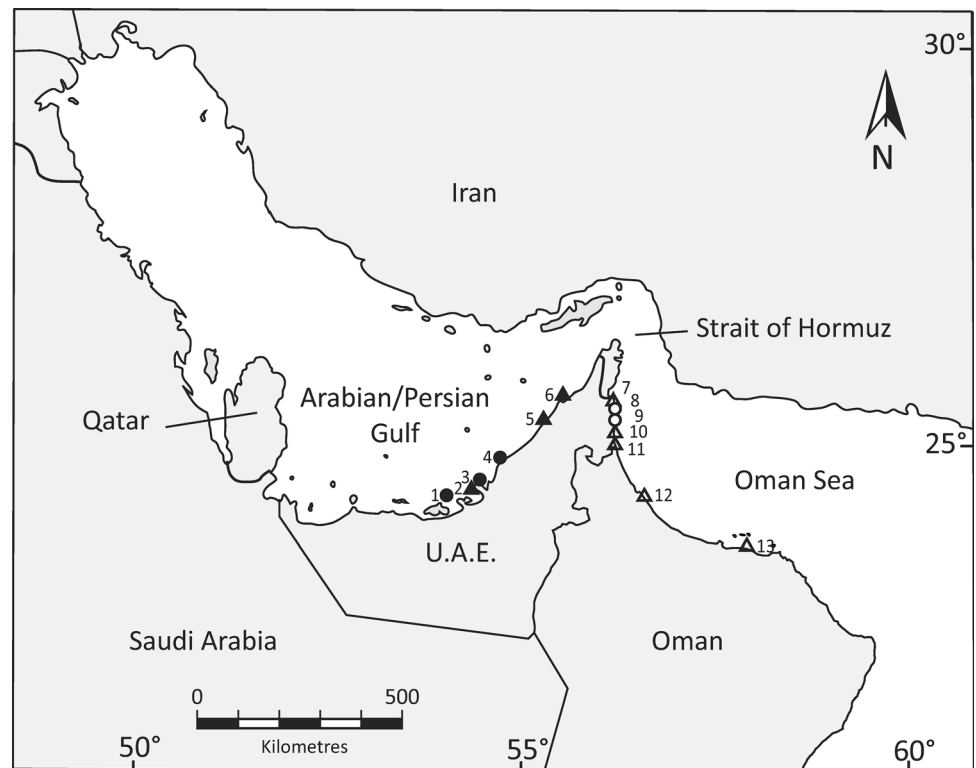 30°
N
Iran
Strait of Hormuz
Arabian/Persian
Gulf
Qatar
6
7
8
5
9
10
11
25°
4
3
1 2
12
Oman Sea
13
U.A.E.
Saudi Arabia
Oman
0 500
Kilometres
50° 55° 60°